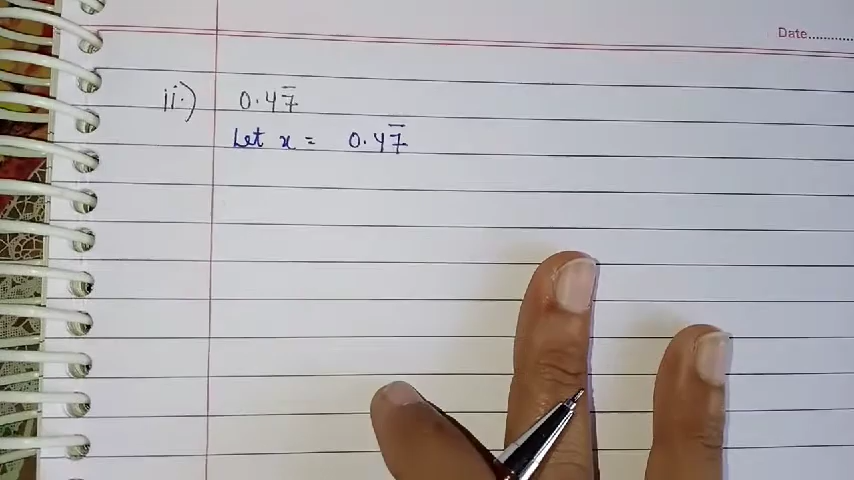 Date..............
ii.) 0.47̅
Let x = 0.47̅